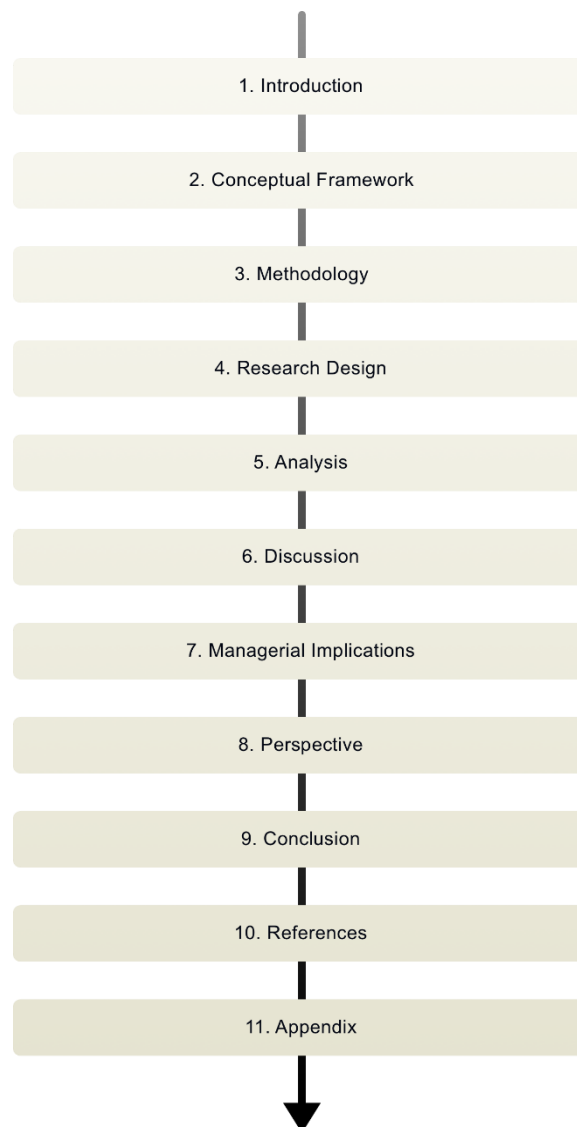 1. Introduction
2. Conceptual Framework
3. Methodology
4. Research Design
5. Analysis
6. Discussion
7. Managerial Implications
8. Perspective
9. Conclusion
10. References
11. Appendix